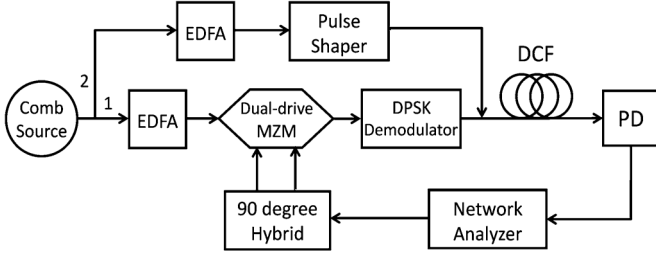 EDFA
Pulse
Shaper
DCF
2
Comb
Source
1
EDFA
Dual-drive
MZM
DPSK
Demodulator
PD
90 degree
Hybrid
Network
Analyzer